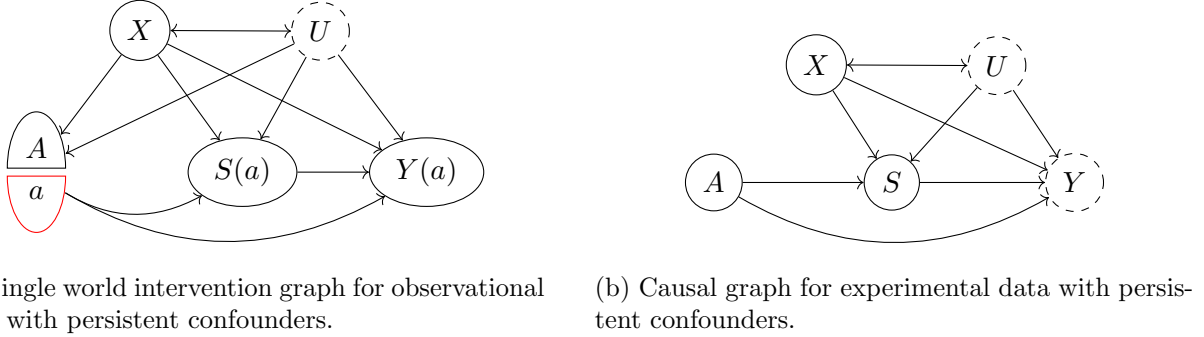 X U
X U
A
a
S(a) Y(a)
A S Y
ingle world intervention graph for observational
with persistent confounders.
(b) Causal graph for experimental data with persis-
tent confounders.